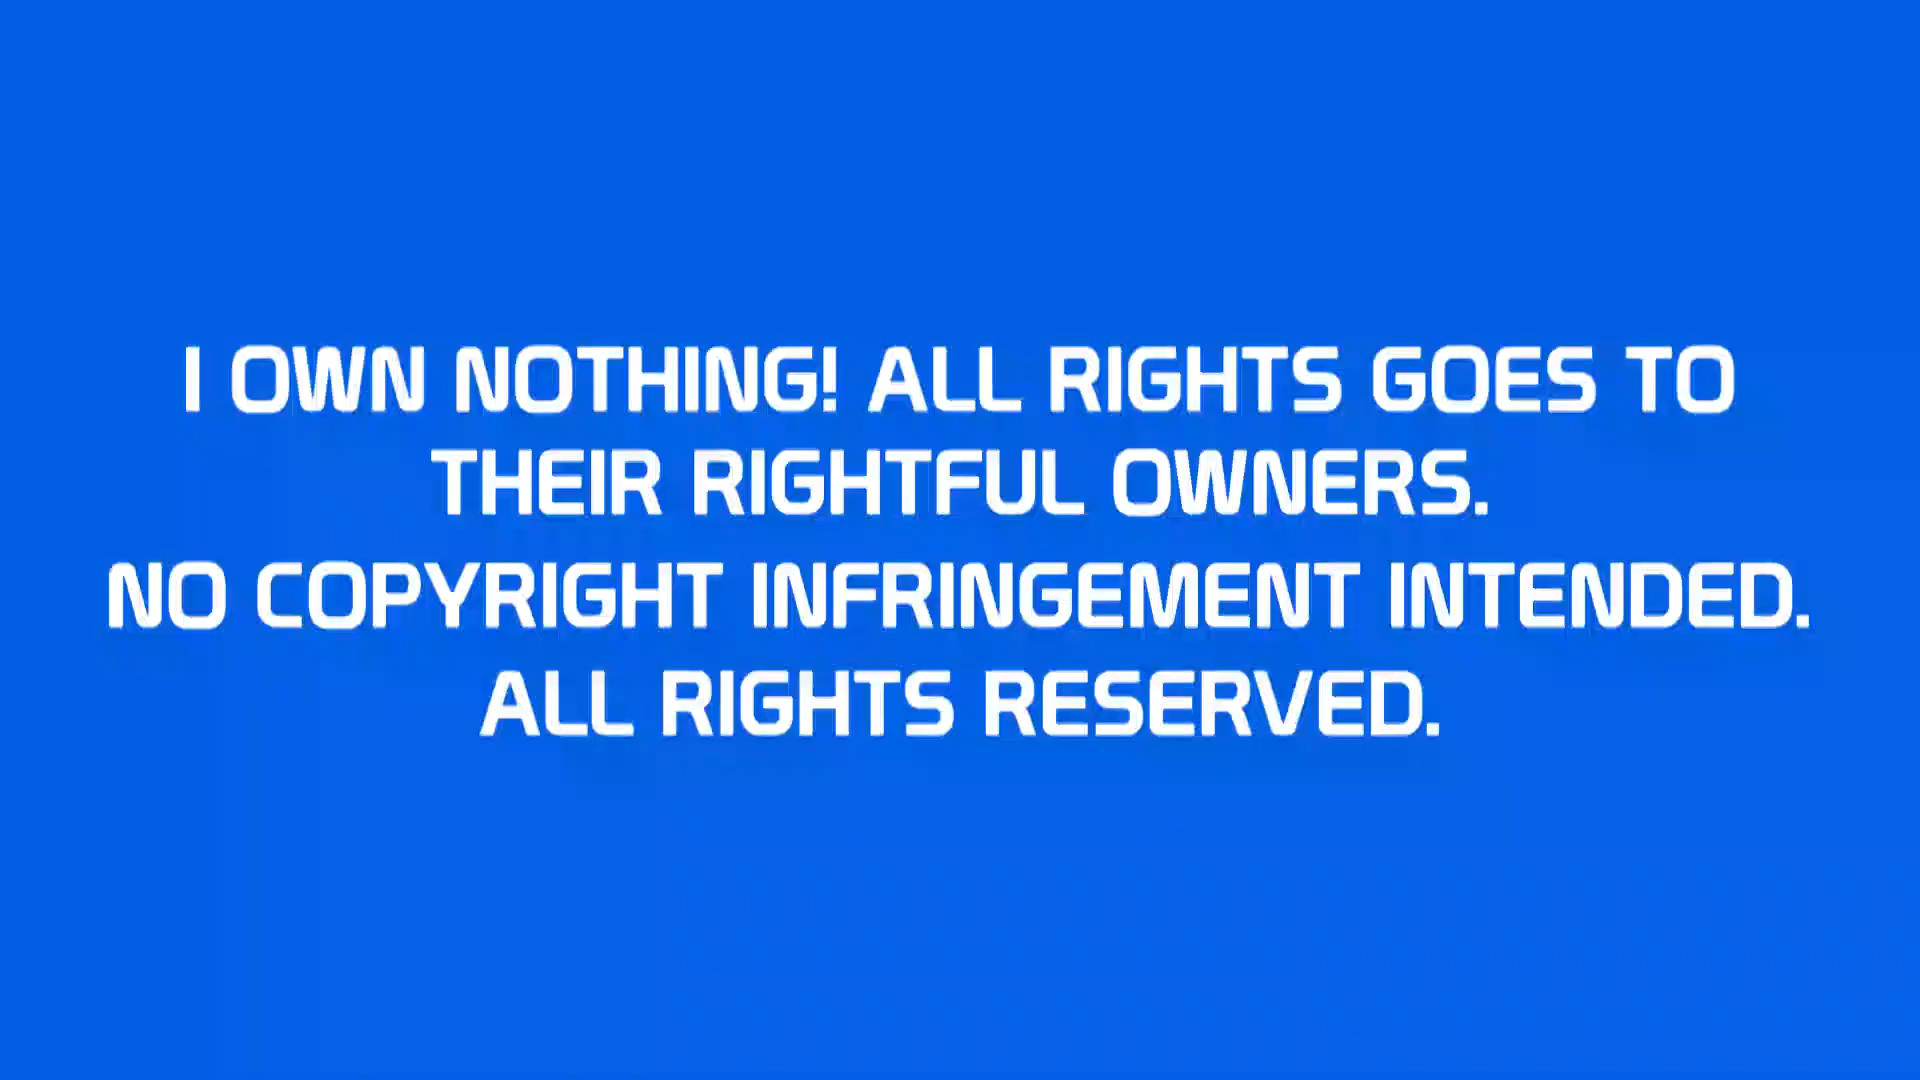 I OWN NOTHING! ALL RIGHTS GOES TO
THEIR RIGHTFUL OWNERS.
NO COPYRIGHT INFRINGEMENT INTENDED.
ALL RIGHTS RESERVED.